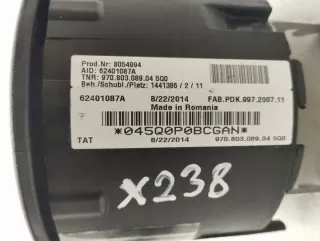 Prod.Nr: 8054994
AID: 62401087A
TNR: 970.803.089.04 5Q0
Beh./Schubl./Platz: 1441386 / 2 / 11
62401087A 8/22/2014 FAB.PDK.997.2007.11
Made in Romania
*045Q0P0BCGAN*
TAT 8/22/2014 970.803.089.04 5Q0
X238